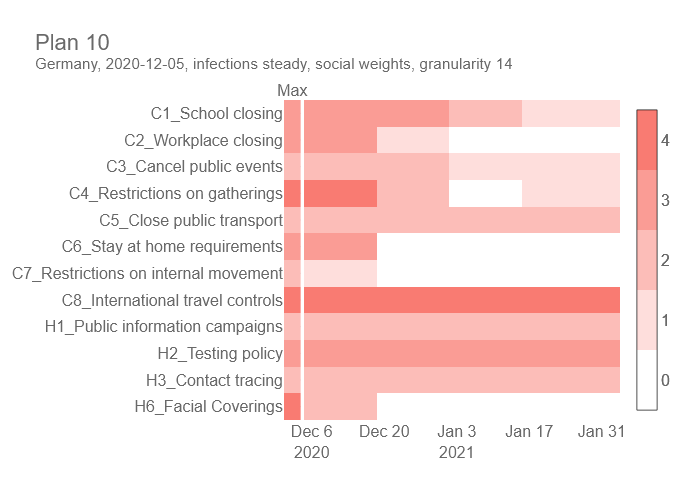 Plan 10
Germany, 2020-12-05, infections steady, social weights, granularity 14
Max
C1_School closing
C2_Workplace closing
C3_Cancel public events
C4_Restrictions on gatherings
C5_Close public transport
C6_Stay at home requirements
C7_Restrictions on internal movement
C8_International travel controls
H1_Public information campaigns
H2_Testing policy
H3_Contact tracing
H6_Facial Coverings
Dec 6 Dec 20 Jan 3 Jan 17 Jan 31
2020 2021
4
3
2
1
0